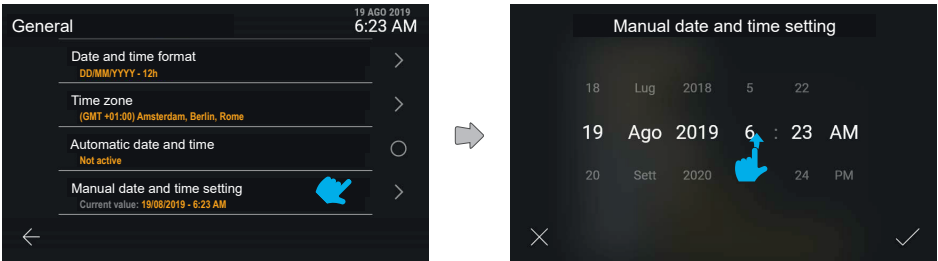 General
19 AGO 2019
6:23 AM
Date and time format
DD/MM/YYYY - 12h
Time zone
(GMT +01:00) Amsterdam, Berlin, Rome
Automatic date and time
Not active
Manual date and time setting
Current value: 19/08/2019 - 6:23 AM
Manual date and time setting
18 Lug 2018 5 22
19 Ago 2019 6 : 23 AM
20 Sett 2020 24 PM